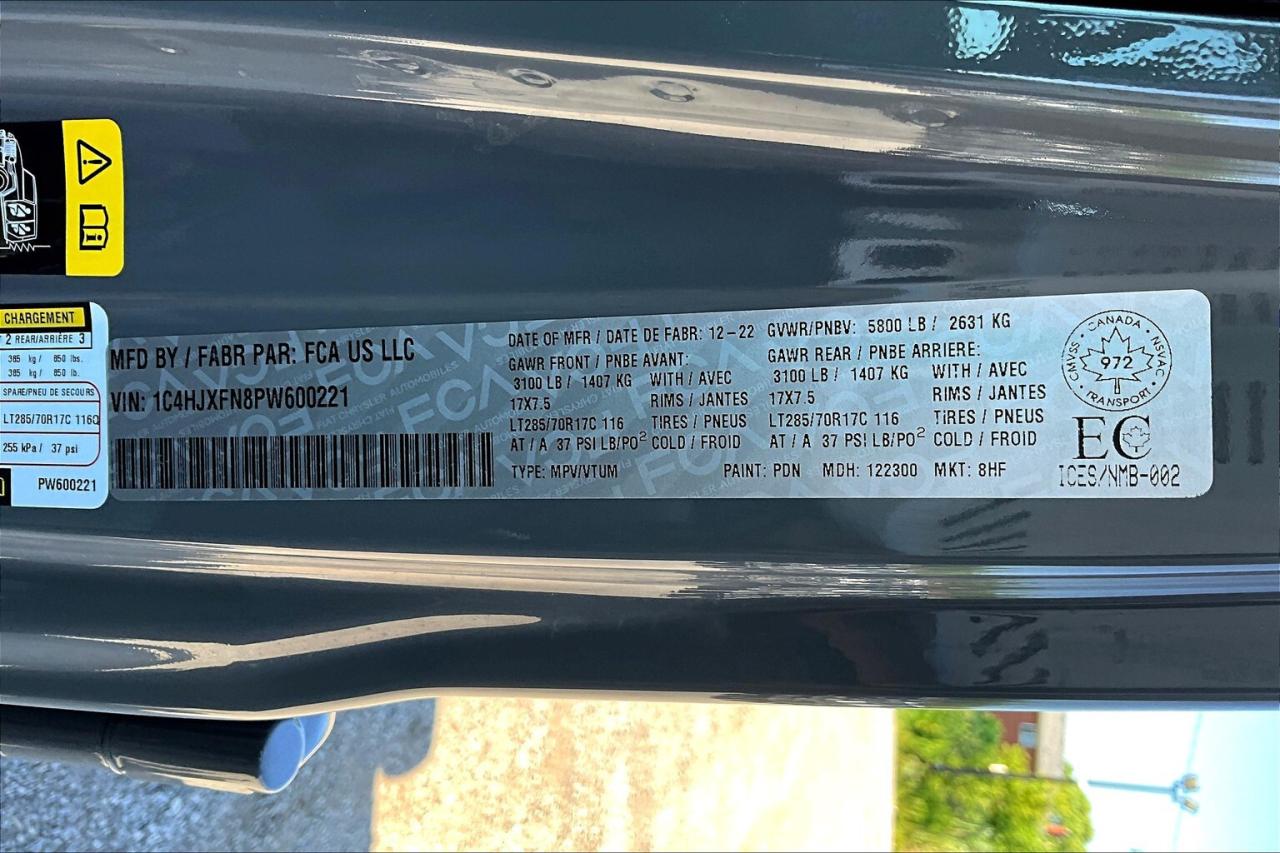 CHARGEMENT
2 REAR/ARRIÈRE 3
385 kg / 850 lbs.
385 kg / 850 lb.
SPARE/PNEU DE SECOURS
LT285/70R17C 116Q
255 kPa / 37 psi
PW600221
MFD BY / FABR PAR: FCA US LLC
VIN: 1C4HJXFN8PW600221
DATE OF MFR / DATE DE FABR: 12-22
GAWR FRONT / PNBE AVANT:
3100 LB / 1407 KG WITH / AVEC
17X7.5 RIMS / JANTES
LT285/70R17C 116 TIRES / PNEUS
AT / A 37 PSI LB/PO² COLD / FROID
TYPE: MPV/VTUM
GVWR/PNBV: 5800 LB / 2631 KG
GAWR REAR / PNBE ARRIERE:
3100 LB / 1407 KG WITH / AVEC
17X7.5 RIMS / JANTES
LT285/70R17C 116 TIRES / PNEUS
AT / A 37 PSI LB/PO² COLD / FROID
PAINT: PDN MDH: 122300 MKT: 8HF
CANADA
CMVSS
NSVAC
972
TRANSPORT
EC
ICES/NMB-002